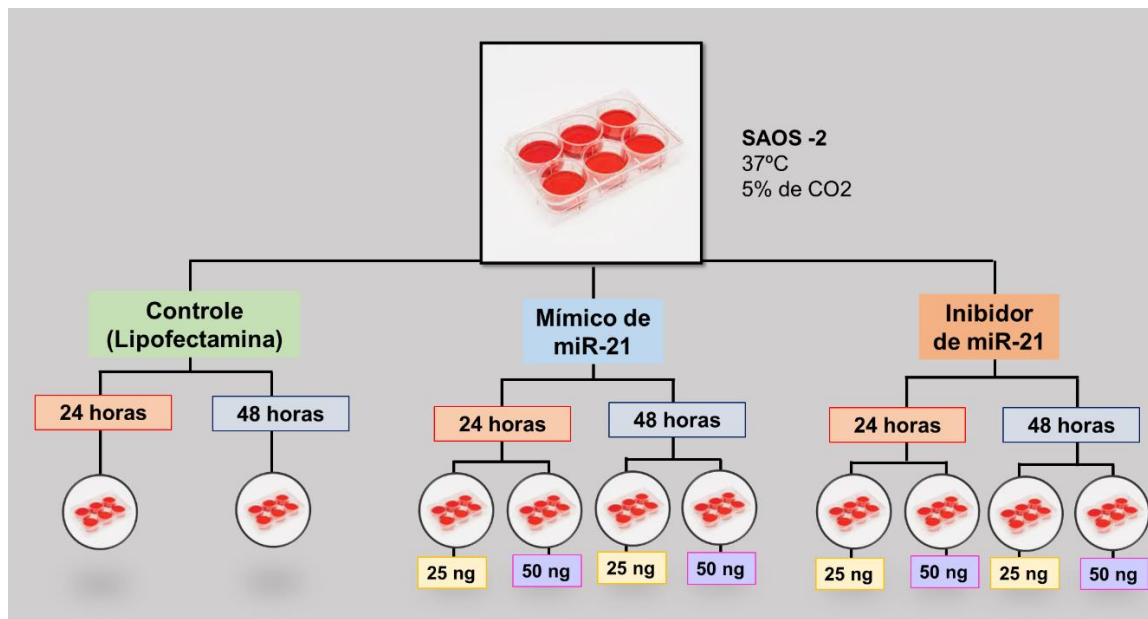 SAOS -2
37ºC
5% de CO2
Controle
(Lipofectamina)
24 horas
48 horas
Mímico de
miR-21
24 horas
48 horas
25 ng
50 ng
25 ng
50 ng
Inibidor
de miR-21
24 horas
48 horas
25 ng
50 ng
25 ng
50 ng